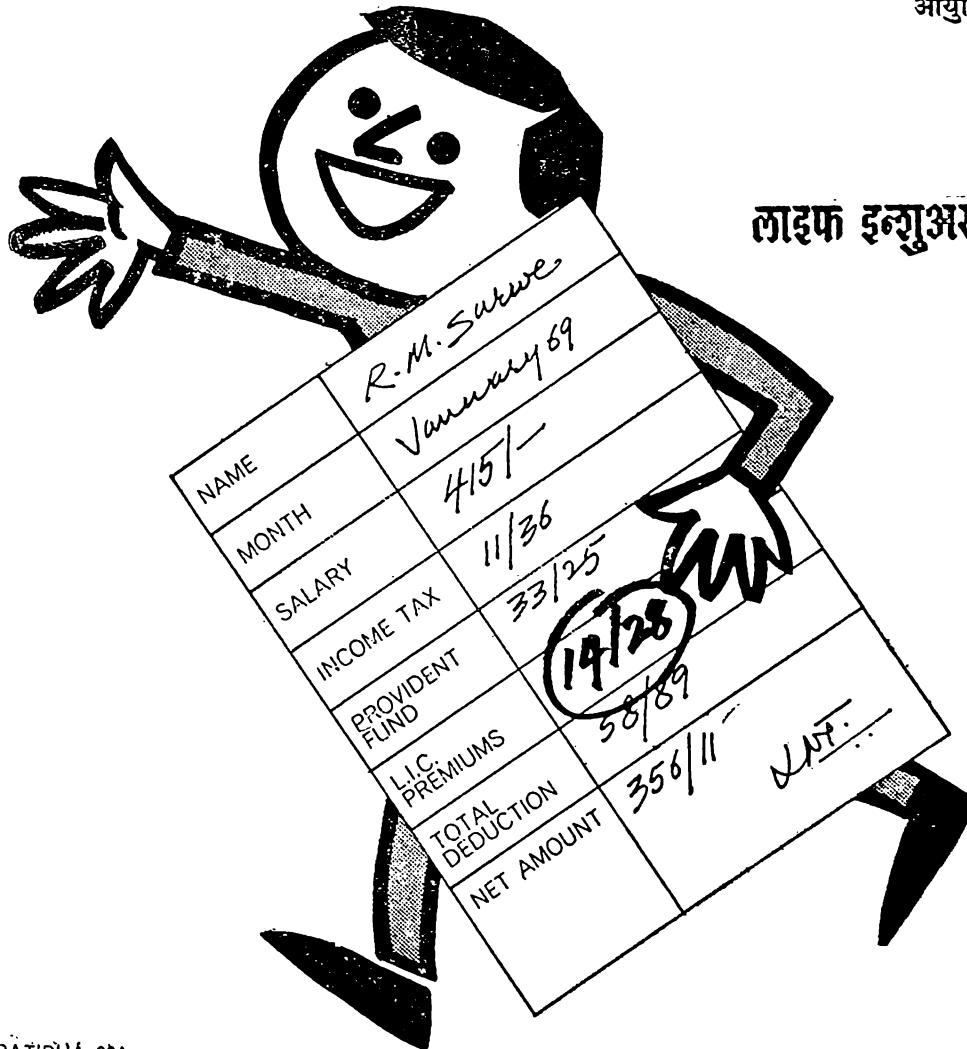 लाइफ इन्शुअर
NAME R.M. Surve
MONTH January 69
SALARY 415/-
INCOME TAX 11/36
PROVIDENT
FUND 33/25
L.I.C.
PREMIUMS 14/28
TOTAL
DEDUCTION 58/89
NET AMOUNT 356/11